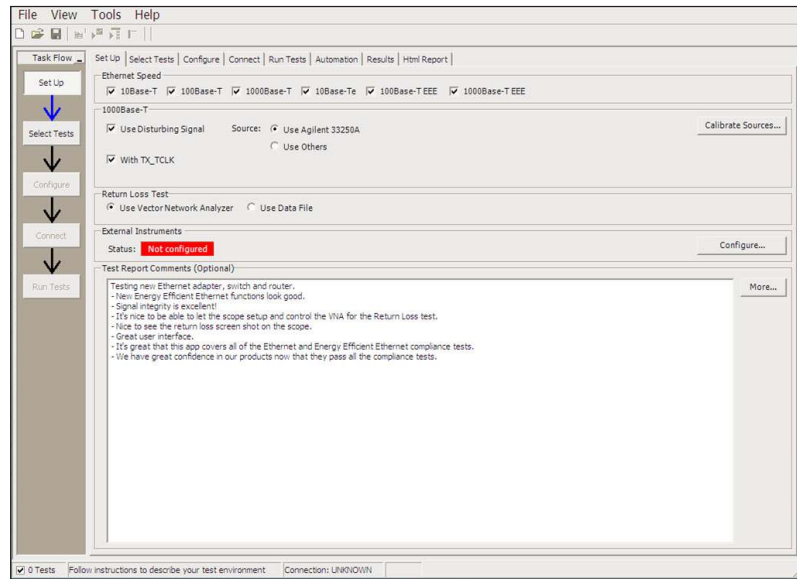 File View Tools Help
Task Flow
Set Up
Select Tests
Configure
Connect
Run Tests
Set Up Select Tests Configure Connect Run Tests Automation Results Html Report
Ethernet Speed
10Base-T 100Base-T 1000Base-T 10Base-Te 100Base-T EEE 1000Base-T EEE
1000Base-T
Use Disturbing Signal Source: Use Agilent 33250A Calibrate Sources...
Use Others
With TX_TCLK
Return Loss Test
Use Vector Network Analyzer Use Data File
External Instruments
Status: Not configured Configure...
Test Report Comments (Optional)
Testing new Ethernet adapter, switch and router. More...
- New Energy Efficient Ethernet functions look good.
- Signal integrity is excellent!
- It's nice to be able to let the scope setup and control the VNA for the Return Loss test.
- Nice to see the return loss screen shot on the scope.
- Great user interface.
- It's great that this app covers all of the Ethernet and Energy Efficient Ethernet compliance tests.
- We have great confidence in our products now that they pass all the compliance tests.
0 Tests Follow instructions to describe your test environment Connection: UNKNOWN